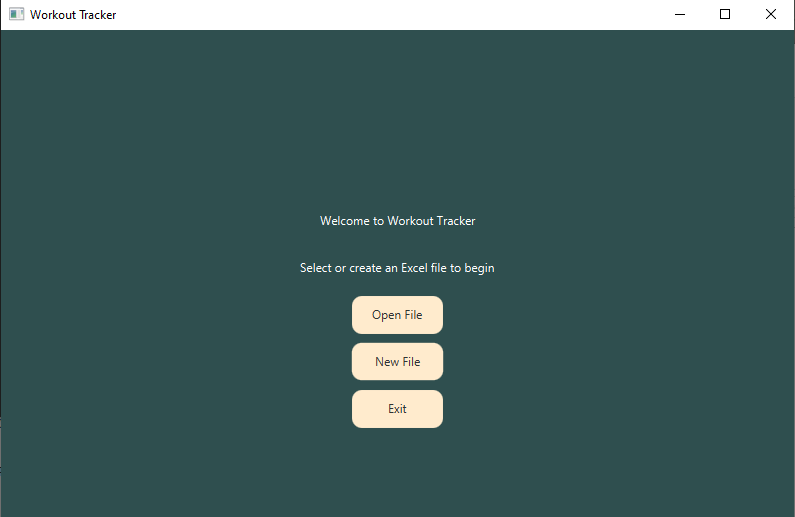 Workout Tracker
Welcome to Workout Tracker
Select or create an Excel file to begin
Open File
New File
Exit